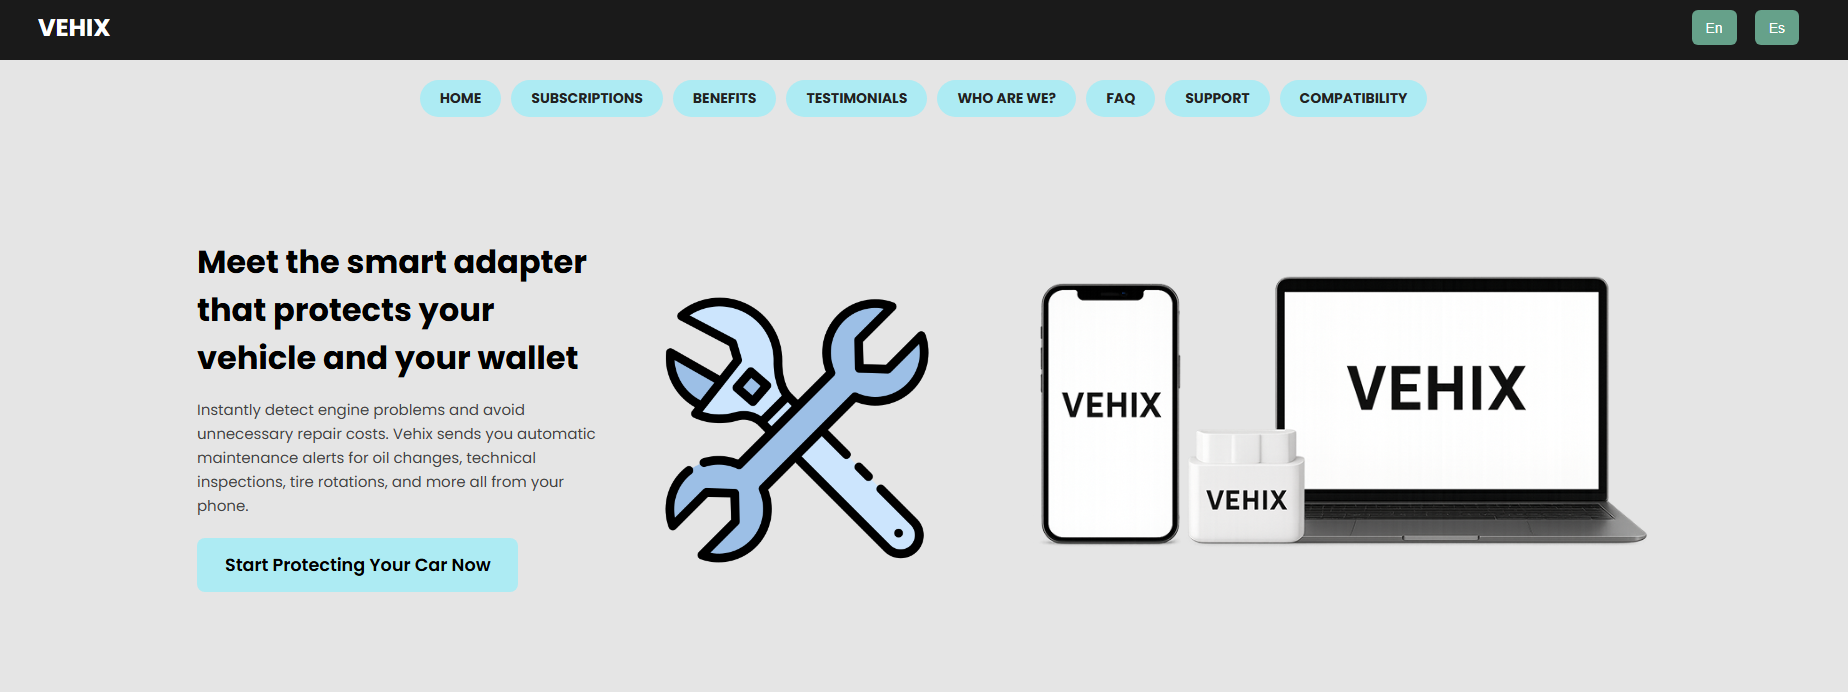 VEHIX
En
Es
HOME
SUBSCRIPTIONS
BENEFITS
TESTIMONIALS
WHO ARE WE?
FAQ
SUPPORT
COMPATIBILITY
Meet the smart adapter
that protects your
vehicle and your wallet
Instantly detect engine problems and avoid
unnecessary repair costs. Vehix sends you automatic
maintenance alerts for oil changes, technical
inspections, tire rotations, and more all from your
phone.
Start Protecting Your Car Now
VEHIX
VEHIX
VEHIX